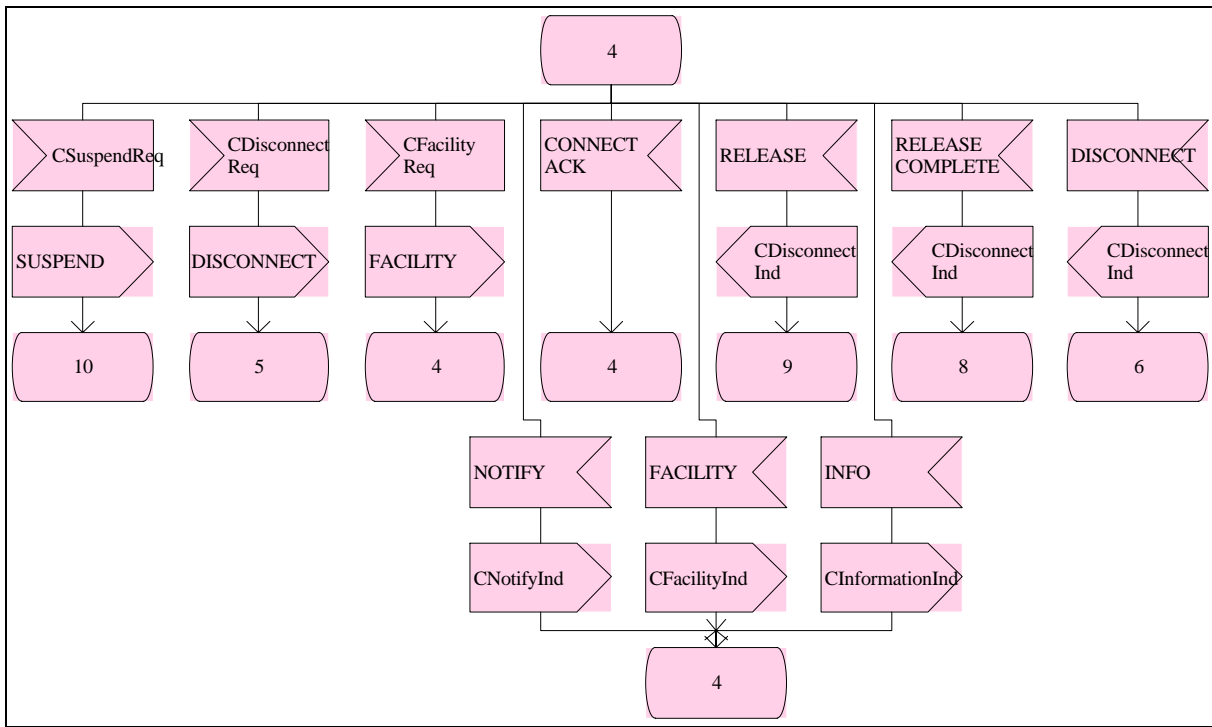 4
CSuspendReq
CDisconnect
Req
CFacility
Req
CONNECT
ACK
RELEASE
RELEASE
COMPLETE
DISCONNECT
SUSPEND
DISCONNECT
FACILITY
CDisconnect
Ind
CDisconnect
Ind
CDisconnect
Ind
10
5
4
4
9
8
6
NOTIFY
FACILITY
INFO
CNotifyInd
CFacilityInd
CInformationInd
4